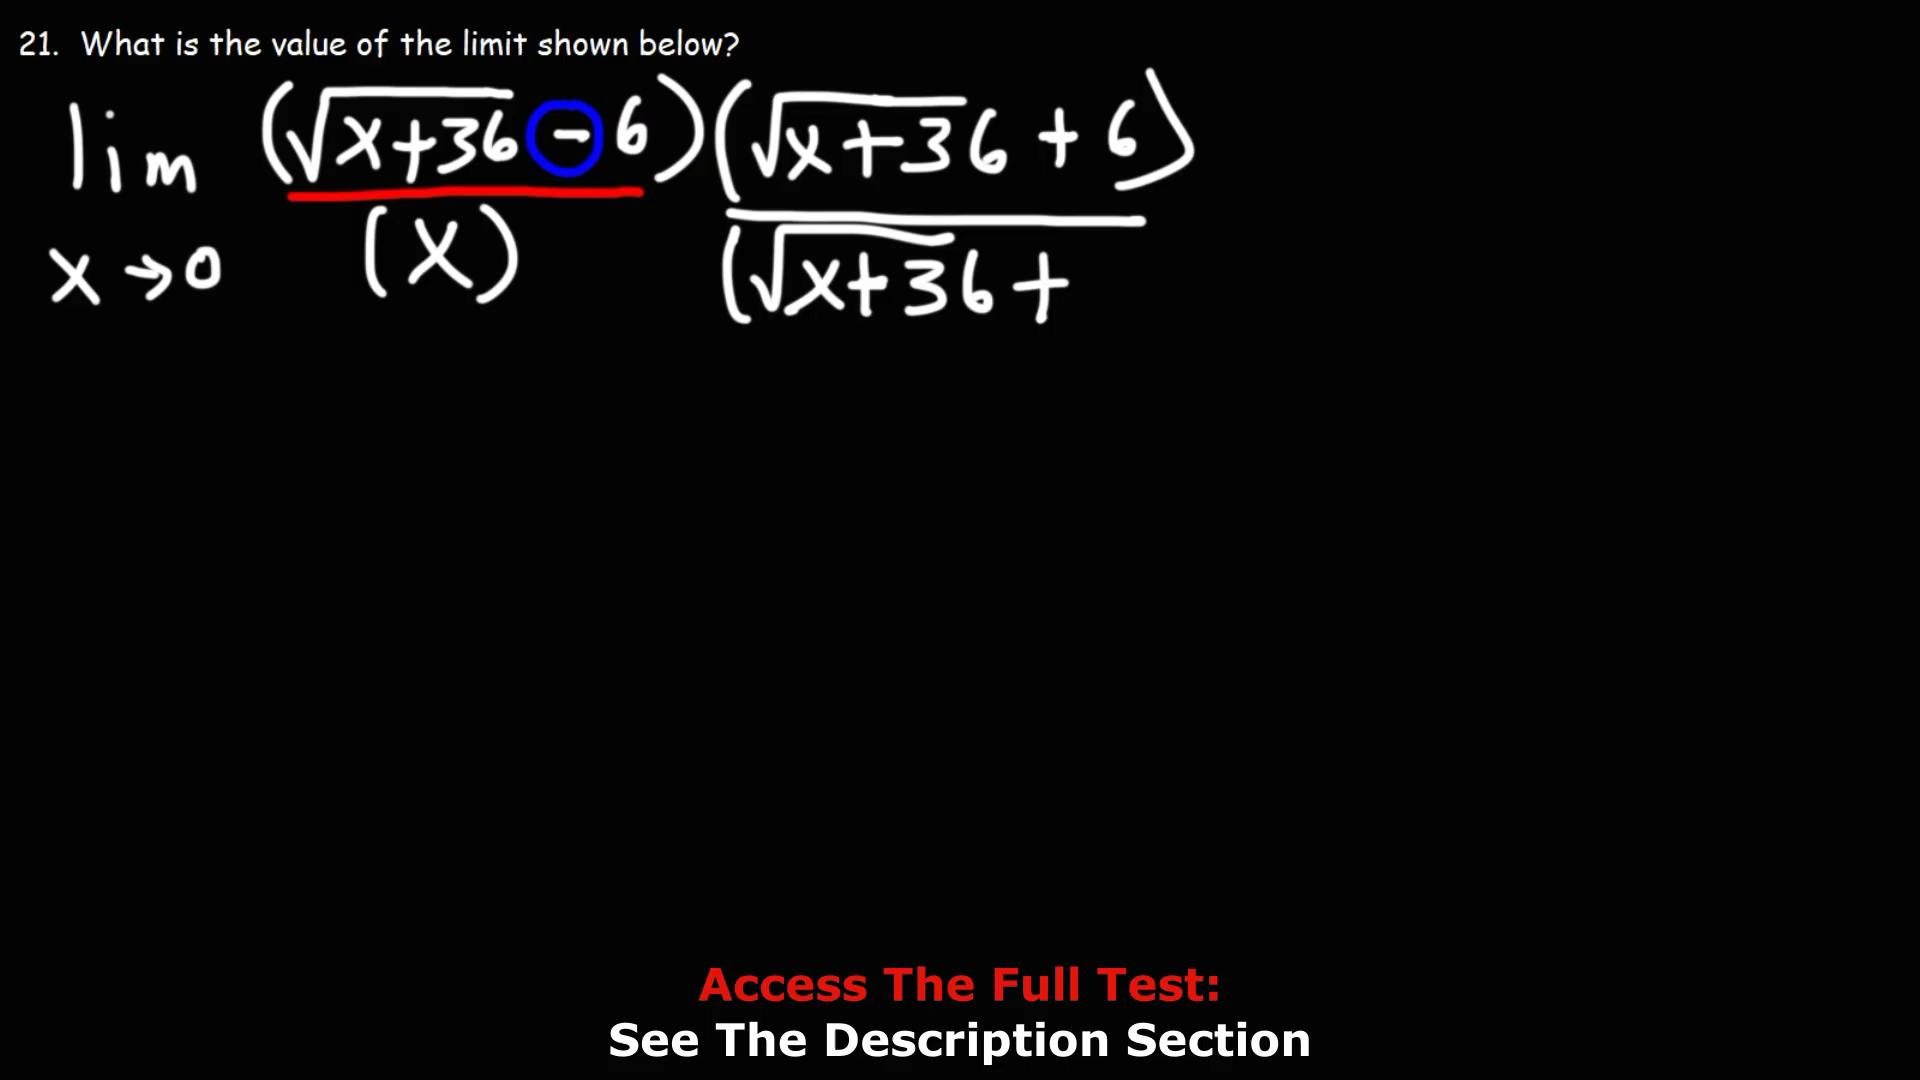 21. What is the value of the limit shown below?
lim (√x+36 - 6) (√x+36 + 6)
x→0 (x) (√x+36 +
Access The Full Test:
See The Description Section